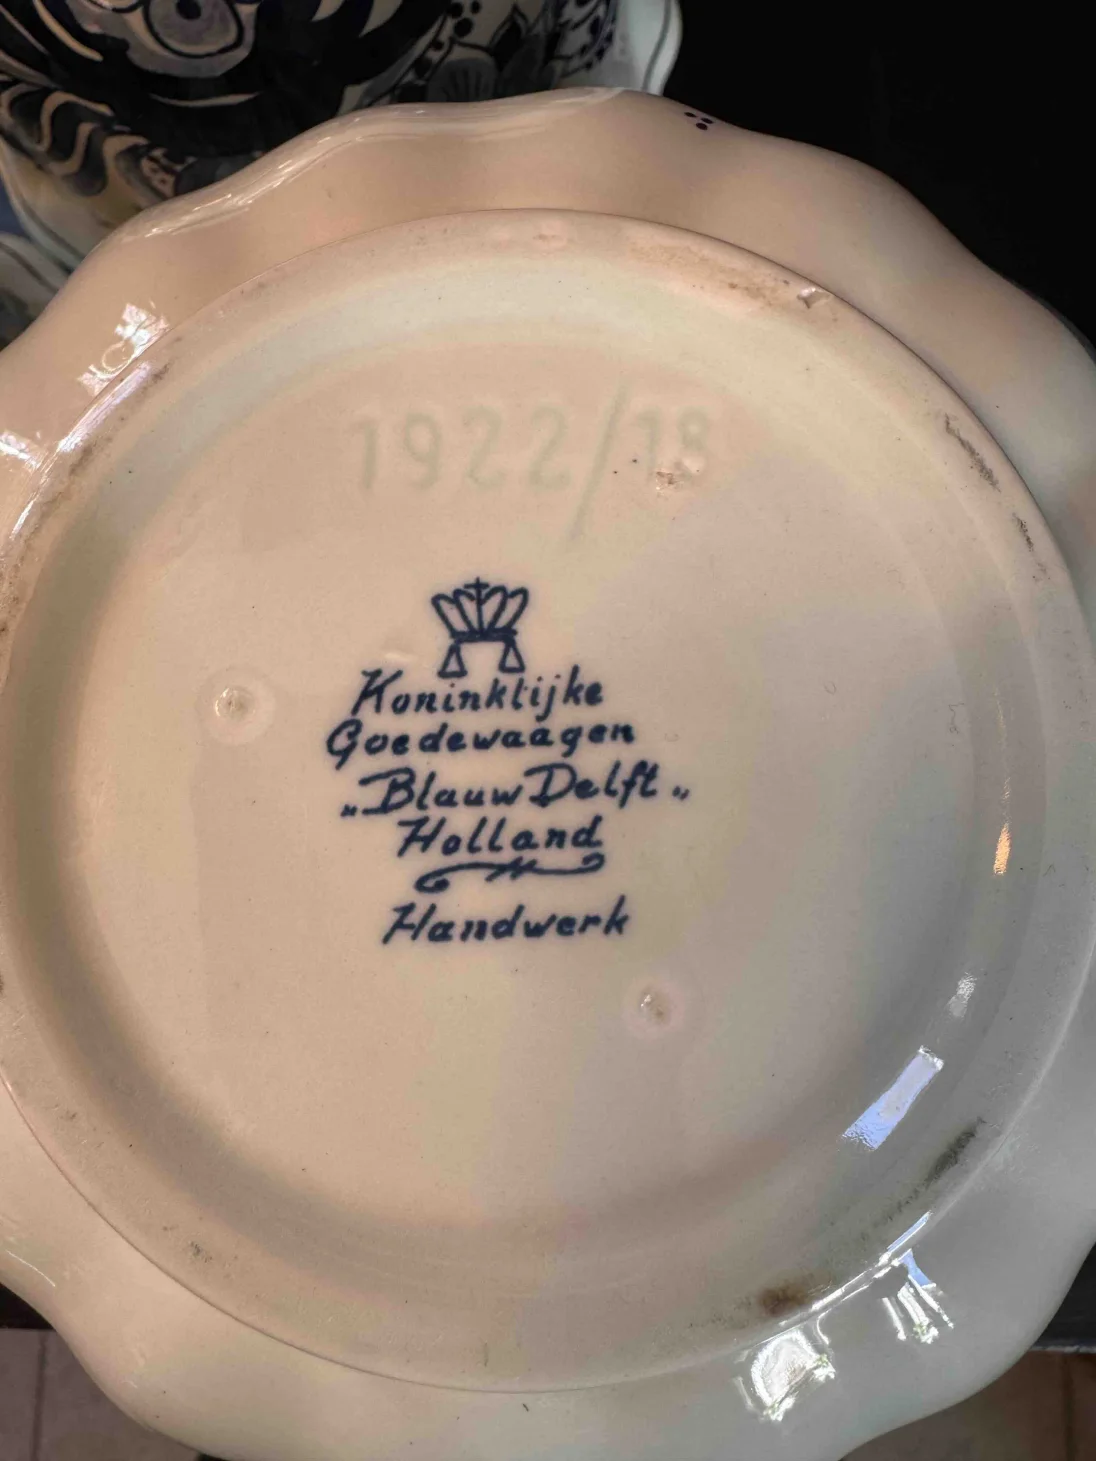 1922/18
Koninklijke
Goedewaagen
„Blauw Delft„
Holland
Handwerk